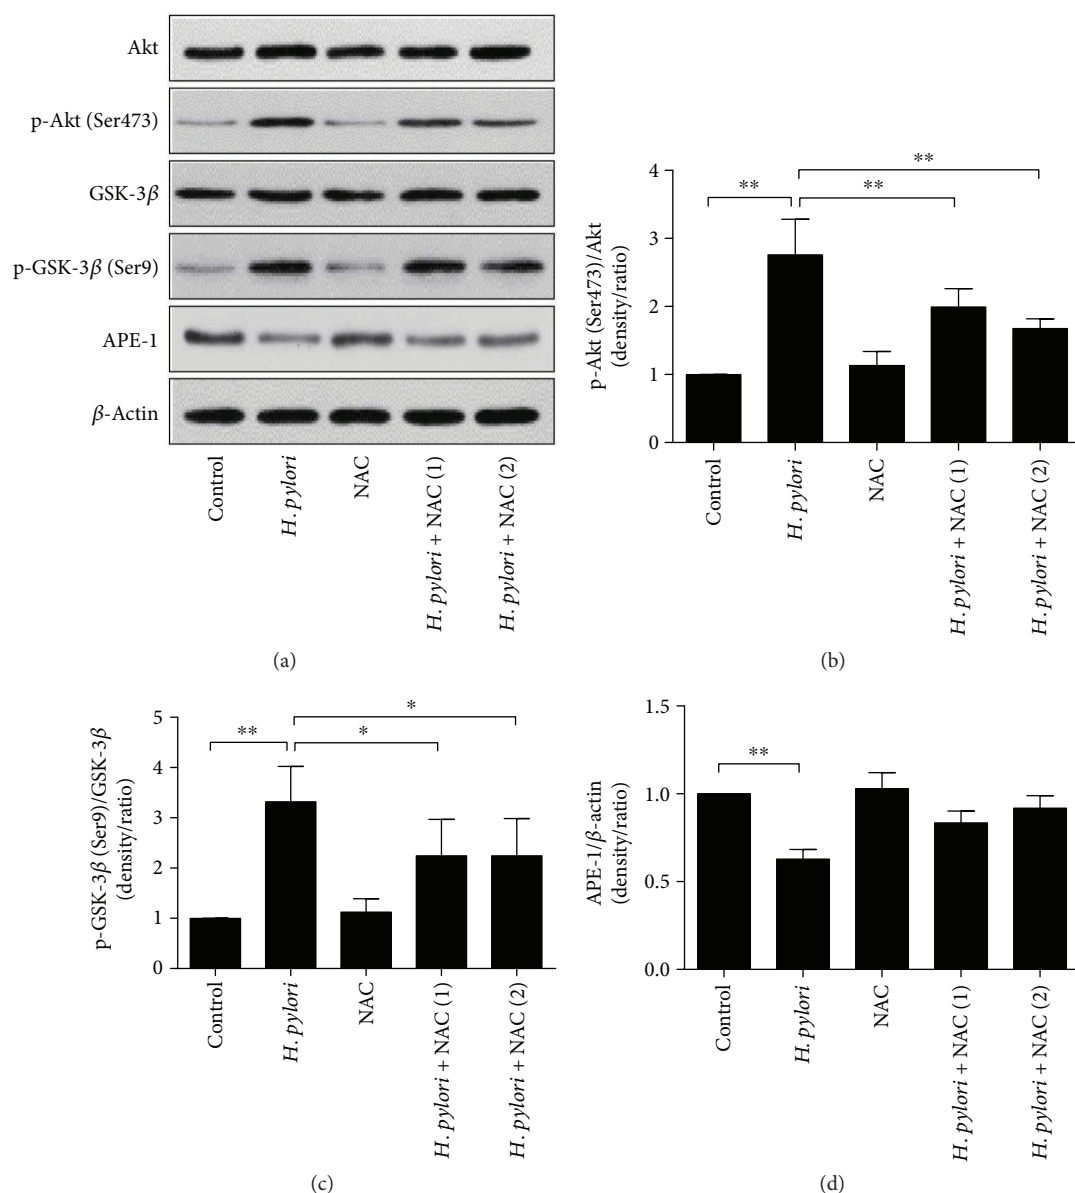 Akt
p-Akt (Ser473)
GSK-3β
p-GSK-3β (Ser9)
APE-1
β-Actin
Control
H. pylori
NAC
H. pylori + NAC (1)
H. pylori + NAC (2)
(a)
p-Akt (Ser473)/Akt
(density/ratio)
4
3
2
1
0
**
**
**
Control
H. pylori
NAC
H. pylori + NAC (1)
H. pylori + NAC (2)
(b)
p-GSK-3β (Ser9)/GSK-3β
(density/ratio)
5
4
3
2
1
0
**
*
*
Control
H. pylori
NAC
H. pylori + NAC (1)
H. pylori + NAC (2)
(c)
APE-1/β-actin
(density/ratio)
1.5
1.0
0.5
0.0
**
Control
H. pylori
NAC
H. pylori + NAC (1)
H. pylori + NAC (2)
(d)